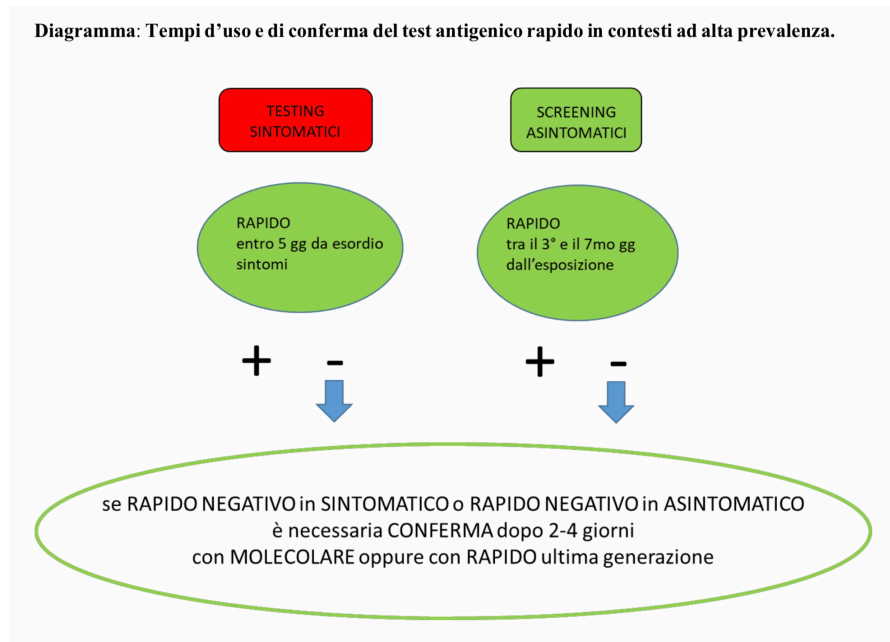 Diagramma: Tempi d’uso e di conferma del test antigenico rapido in contesti ad alta prevalenza.
TESTING
SINTOMATICI
SCREENING
ASINTOMATICI
RAPIDO
entro 5 gg da esordio
sintomi
RAPIDO
tra il 3° e il 7mo gg
dall’esposizione
+ -
+ -
se RAPIDO NEGATIVO in SINTOMATICO o RAPIDO NEGATIVO in ASINTOMATICO
è necessaria CONFERMA dopo 2-4 giorni
con MOLECOLARE oppure con RAPIDO ultima generazione